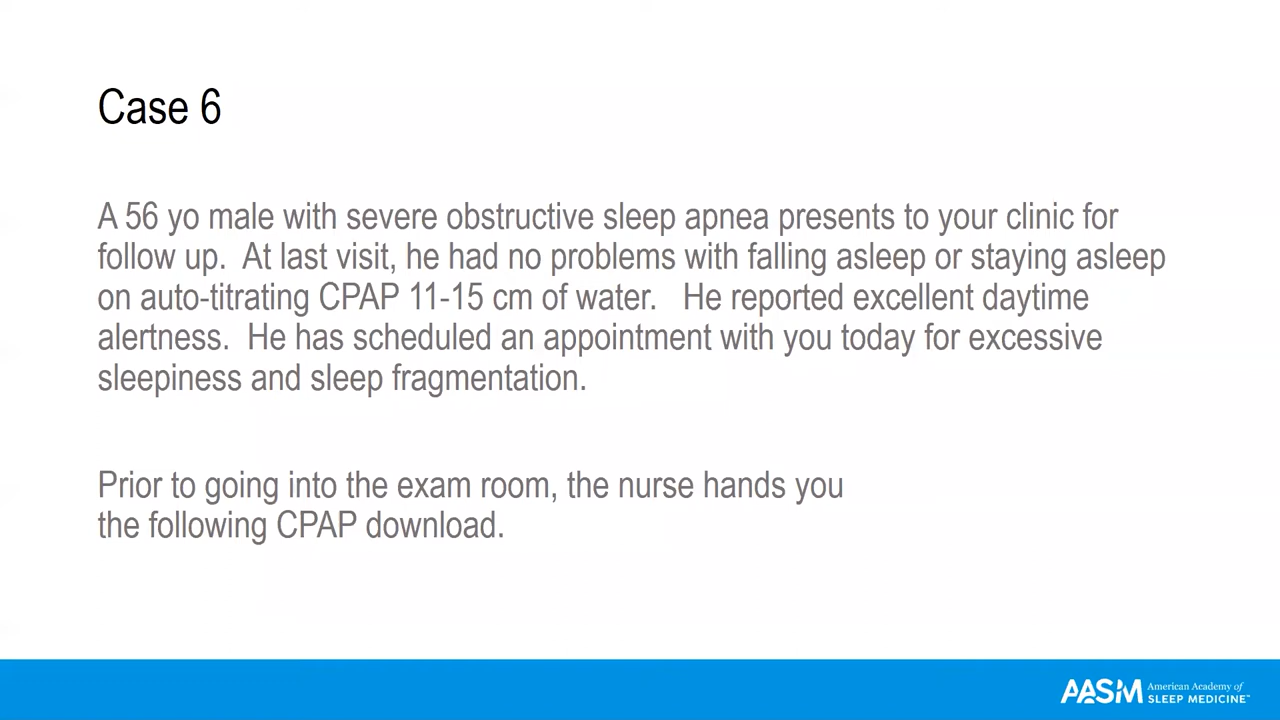 Case 6
A 56 yo male with severe obstructive sleep apnea presents to your clinic for
follow up.  At last visit, he had no problems with falling asleep or staying asleep
on auto-titrating CPAP 11-15 cm of water.   He reported excellent daytime
alertness.  He has scheduled an appointment with you today for excessive
sleepiness and sleep fragmentation.
Prior to going into the exam room, the nurse hands you
the following CPAP download.
AASM American Academy of
SLEEP MEDICINE™